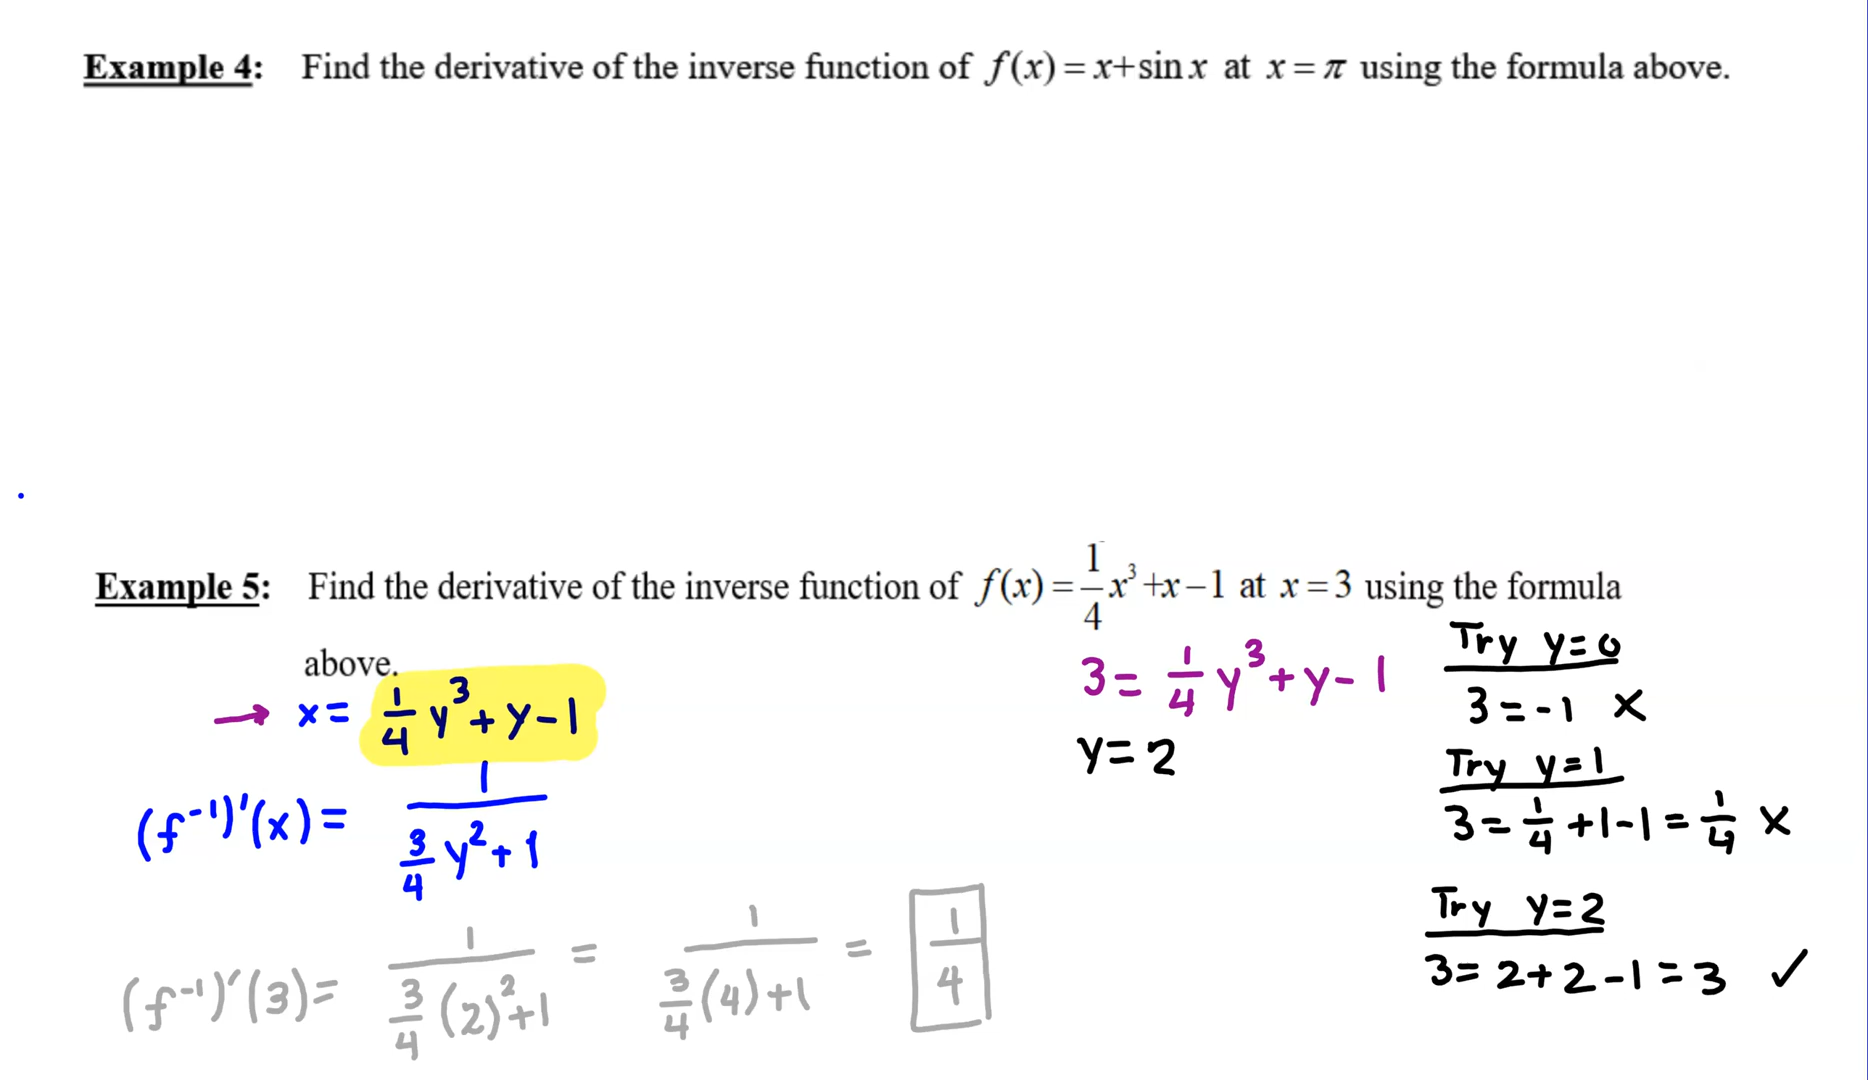 Example 4: Find the derivative of the inverse function of f(x) = x+sin x at x = π using the formula above.
Example 5: Find the derivative of the inverse function of f(x) = 1/4 x³ + x − 1 at x = 3 using the formula
above.
→ x = 1/4 y³ + y − 1
(f⁻¹)'(x) = 1/(3/4 y² + 1)
(f⁻¹)'(3) = 1/(3/4 (2)² + 1) = 1/(3/4 (4) + 1) = 1/4
3 = 1/4 y³ + y − 1
y = 2
Try y = 0
3 = −1 X
Try y = 1
3 = 1/4 + 1 − 1 = 1/4 X
Try y = 2
3 = 2 + 2 − 1 = 3 ✓